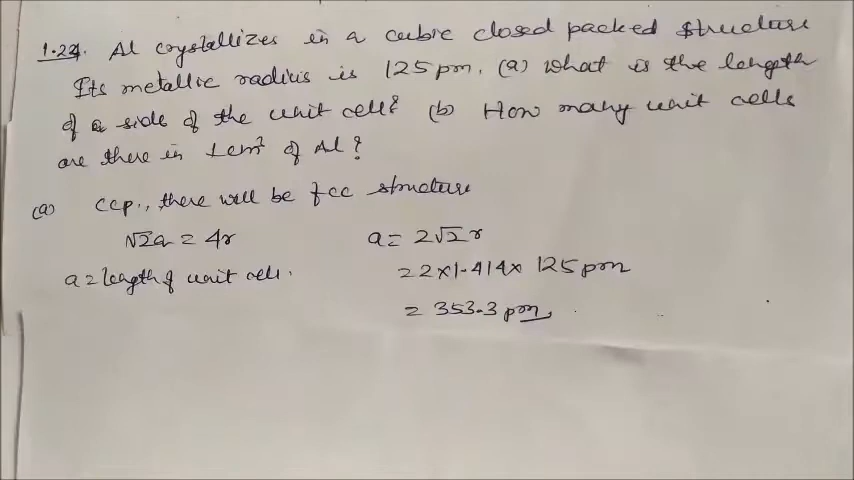 1.24. Al crystallizes in a cubic closed packed structure
Its metallic radius is 125 pm. (a) what is the length
of a side of the unit cell? (b) How many unit cells
are there in 1 cm³ of Al?
(a) CCp., there will be fcc structure
√2a = 4r a = 2√2 r
a = length of unit cell. = 2 × 1.414 × 125 pm
= 353.3 pm,